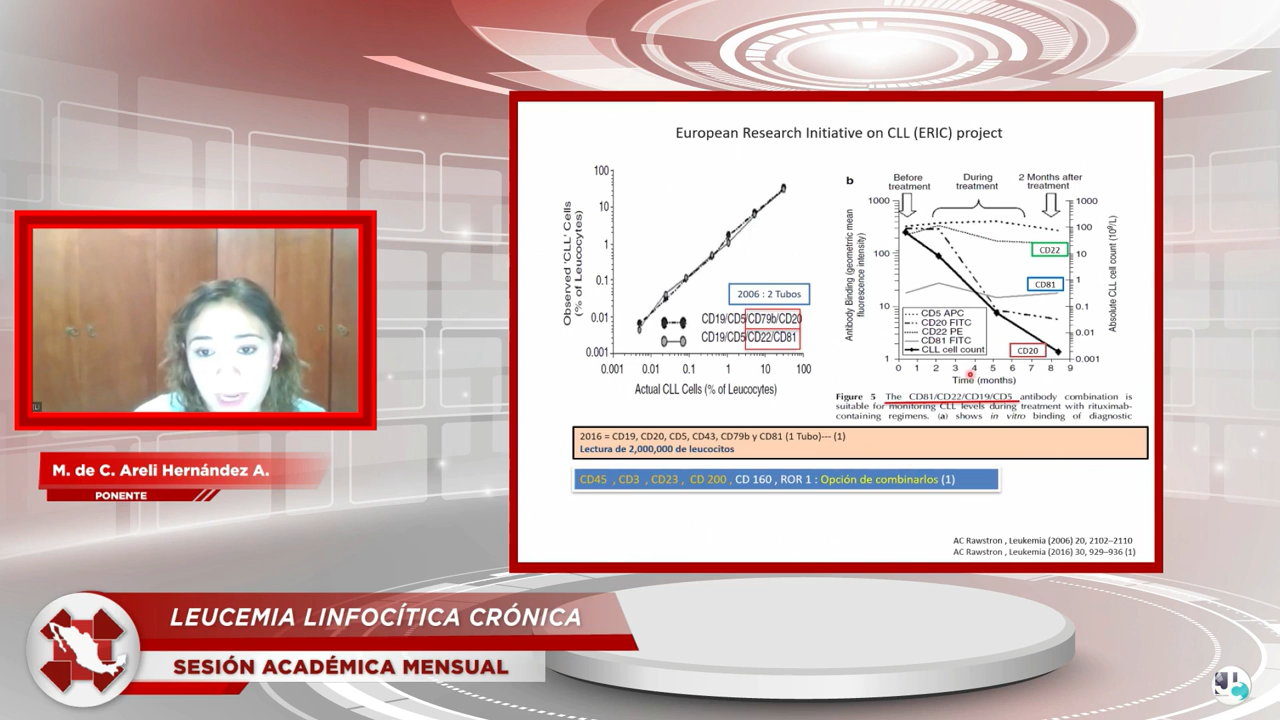 European Research Initiative on CLL (ERIC) project
Observed 'CLL' Cells
(% of Leucocytes)
100
10
1
0.1
0.01
0.001
2006 : 2 Tubos
CD19/CD5/CD79b/CD20
CD19/CD5/CD22/CD81
0.001
0.01
0.1
1
10
100
Actual CLL Cells (% of Leucocytes)
b
Before
treatment
During
treatment
2 Months after
treatment
Antibody Binding (geometric mean
fluorescence intensity)
1000
100
10
1
1000
100
10
1
0.1
0.01
0.001
Absolute CLL cell count (10⁹/L)
CD22
CD81
CD20
CD5 APC
CD20 FITC
CD22 PE
CD81 FITC
CLL cell count
0 1 2 3 4 5 6 7 8 9
Time (months)
Figure 5 The CD81/CD22/CD19/CD5 antibody combination is
suitable for monitoring CLL levels during treatment with rituximab-
containing regimens. (a) shows in vitro binding of diagnostic
2016 = CD19, CD20, CD5, CD43, CD79b y CD81 (1 Tubo)--- (1)
Lectura de 2,000,000 de leucocitos
CD45 , CD3 , CD23 , CD 200 , CD 160 , ROR 1 : Opción de combinarlos (1)
AC Rawstron , Leukemia (2006) 20, 2102–2110
AC Rawstron , Leukemia (2016) 30, 929–936 (1)
M. de C. Areli Hernández A.
PONENTE
LEUCEMIA LINFOCÍTICA CRÓNICA
SESIÓN ACADÉMICA MENSUAL